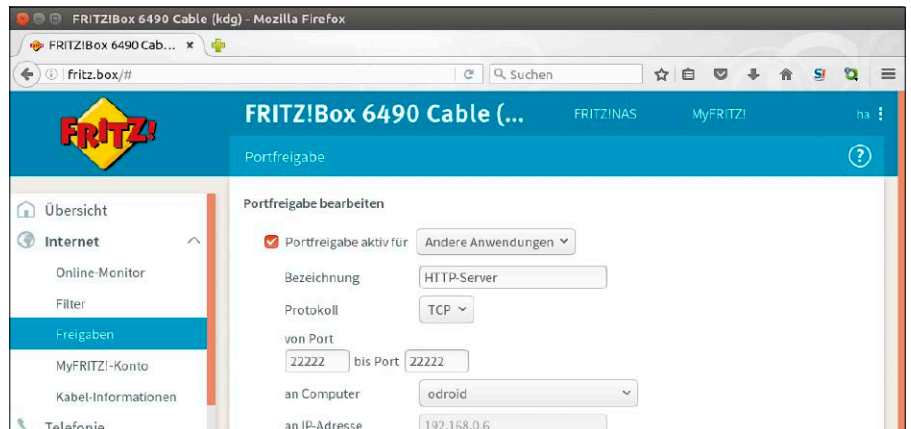 FRITZ!Box 6490 Cable (kdg) - Mozilla Firefox
FRITZ!Box 6490 Cab... ×
fritz.box/# Suchen
FRITZ!
FRITZ!Box 6490 Cable (... FRITZ!NAS MyFRITZ! ha
Portfreigabe ?
Übersicht
Internet
Online-Monitor
Filter
Freigaben
MyFRITZ!-Konto
Kabel-Informationen
Telefonie
Portfreigabe bearbeiten
Portfreigabe aktiv für Andere Anwendungen
Bezeichnung HTTP-Server
Protokoll TCP
von Port
22222 bis Port 22222
an Computer odroid
an IP-Adresse 192.168.0.6